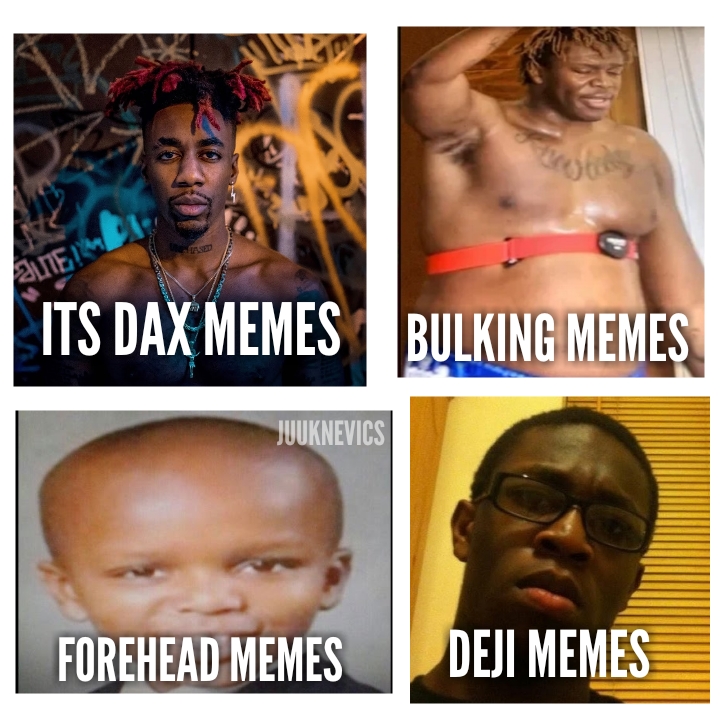 ITS DAX MEMES
BULKING MEMES
JUUKNEVICS
FOREHEAD MEMES
DEJI MEMES